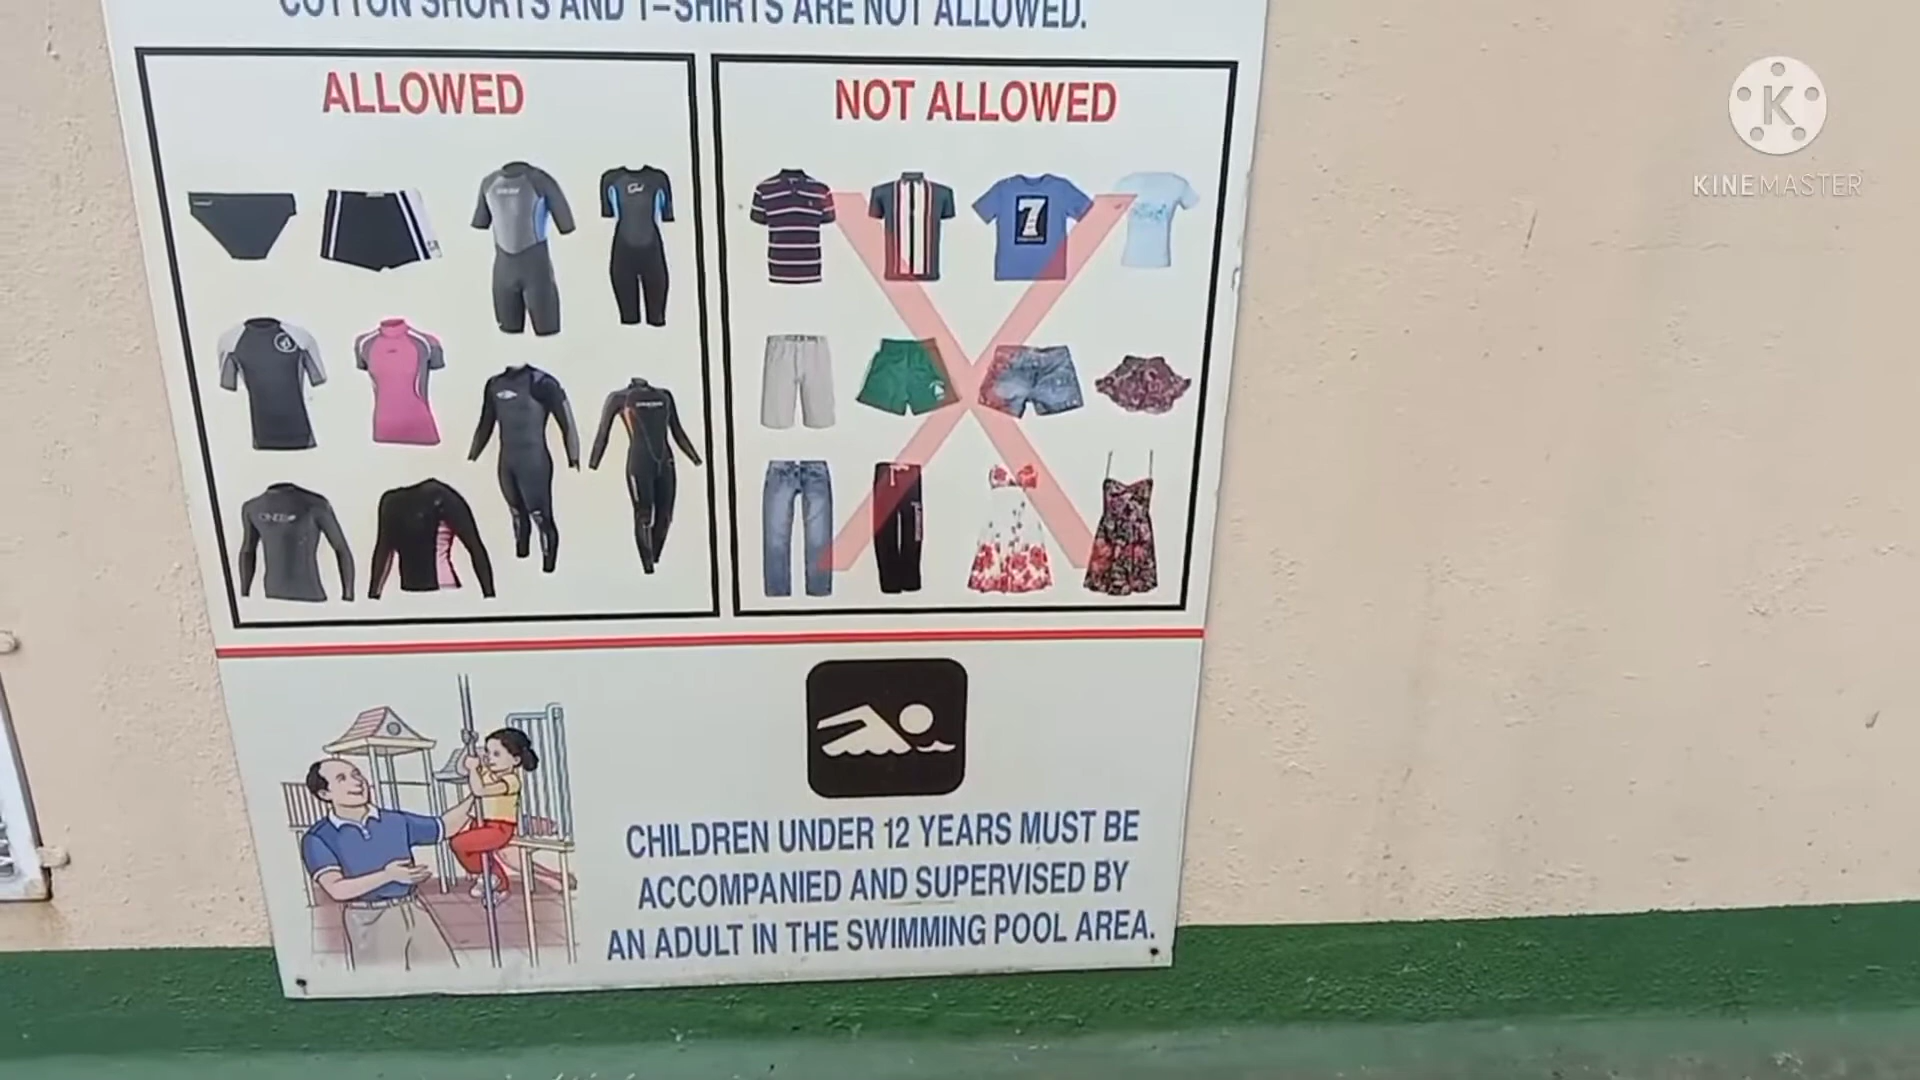 COTTON SHORTS AND T-SHIRTS ARE NOT ALLOWED.
ALLOWED
NOT ALLOWED
7
CHILDREN UNDER 12 YEARS MUST BE
ACCOMPANIED AND SUPERVISED BY
AN ADULT IN THE SWIMMING POOL AREA.
K
KINEMASTER